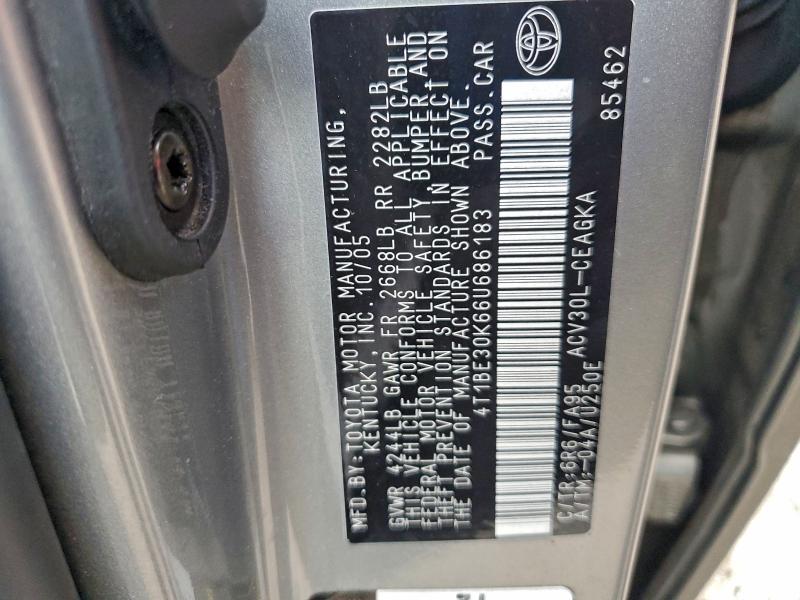 MFD.BY:TOYOTA MOTOR MANUFACTURING,
KENTUCKY, INC. 10/05
GVWR 4244LB GAWR FR 2668LB RR 2282LB
THIS VEHICLE CONFORMS TO ALL APPLICABLE
FEDERAL MOTOR VEHICLE SAFETY, BUMPER AND
THEFT PREVENTION STANDARDS IN EFFECT ON
THE DATE OF MANUFACTURE SHOWN ABOVE.
4T1BE30K66U686183 PASS.CAR
C/TR:6R6/FA95 ACV30L-CEAGKA
A/TM:-04A/U250E 85462